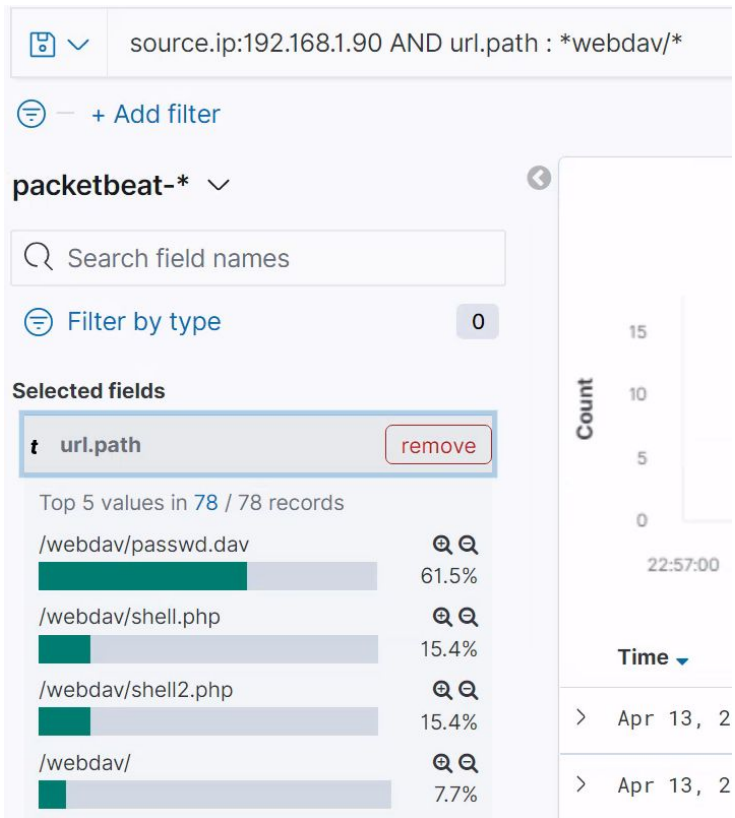 source.ip:192.168.1.90 AND url.path : *webdav/*
+ Add filter
packetbeat-*
Search field names
Filter by type 0
Selected fields
t url.path remove
Top 5 values in 78 / 78 records
/webdav/passwd.dav
61.5%
/webdav/shell.php
15.4%
/webdav/shell2.php
15.4%
/webdav/
7.7%
Count
15
10
5
0
22:57:00
Time
Apr 13, 2
Apr 13, 2